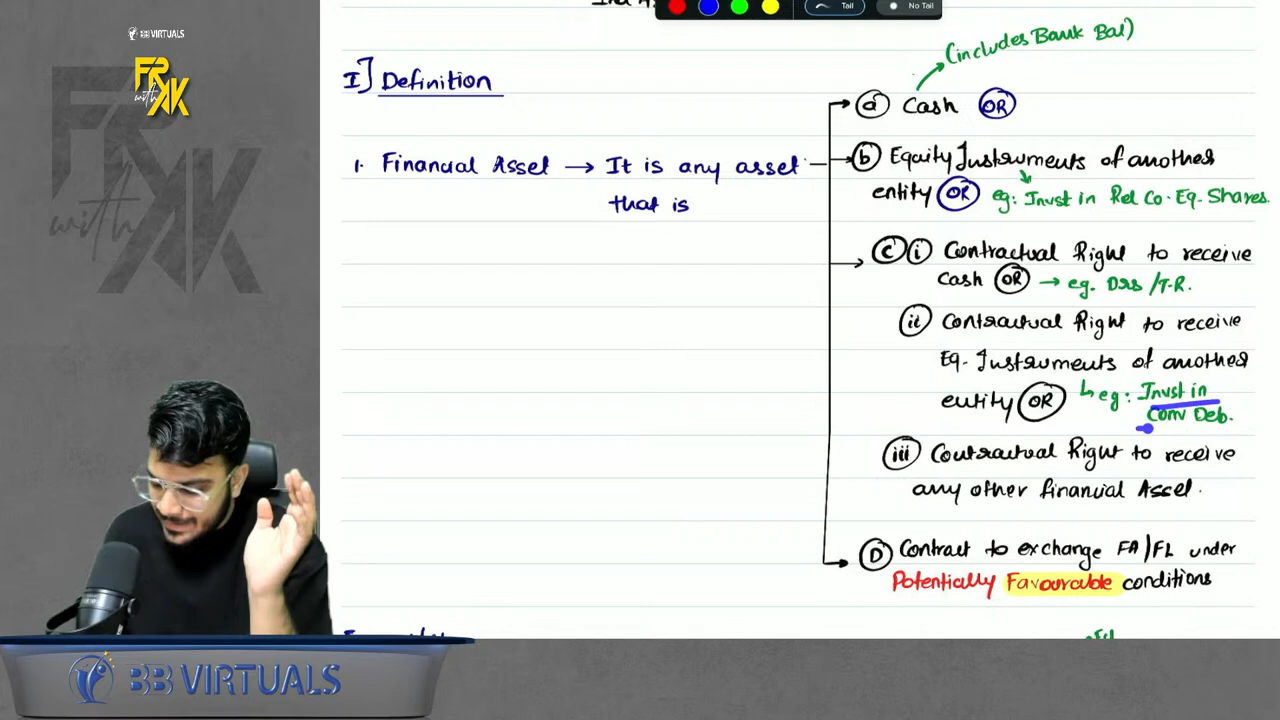 Tail
No Tail
BB VIRTUALS
FR
with
AK
(includes Bank Bal)
I] Definition
a Cash OR
1. Financial Asset → It is any asset
that is
b Equity Instruments of another
entity OR eg: Invst in Rel Co. Eq. Shares.
C i Contractual Right to receive
Cash OR → eg. Drs / T.R.
ii Contractual Right to receive
Eq. Instruments of another
entity OR eg: Invst in
Conv Deb.
iii Contractual Right to receive
any other financial Asset.
D Contract to exchange FA/FL under
Potentially Favourable conditions
BB VIRTUALS